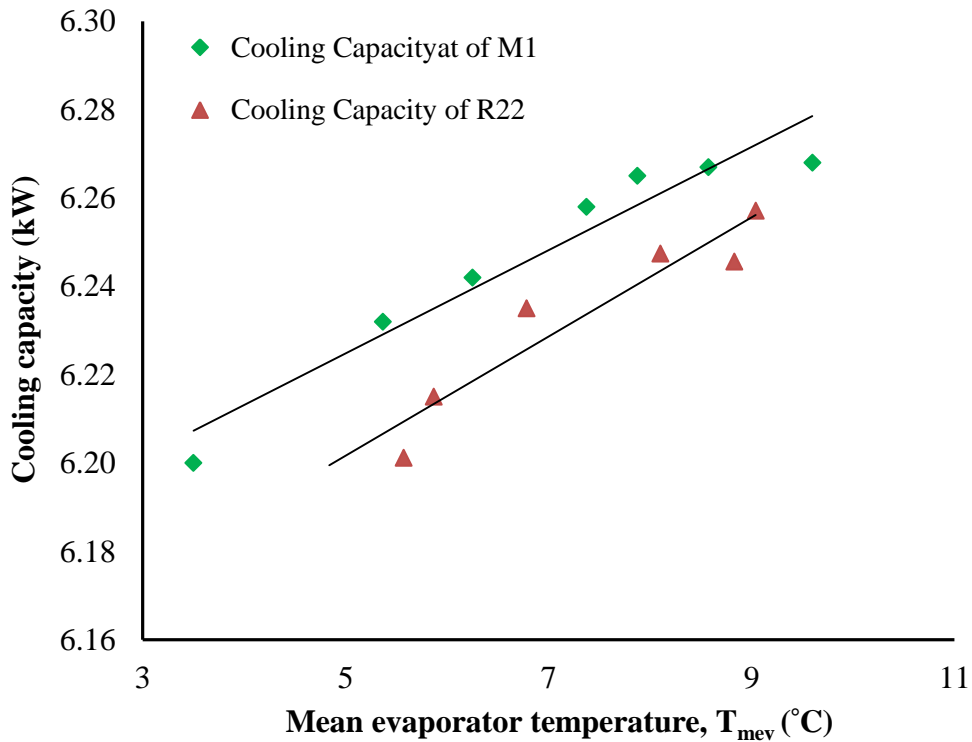 6.30
Cooling Capacityat of M1
6.28
Cooling Capacity of R22
6.26
6.24
6.22
6.20
6.18
6.16
Cooling capacity (kW)
3 5 7 9 11
Mean evaporator temperature, T_mev (˚C)